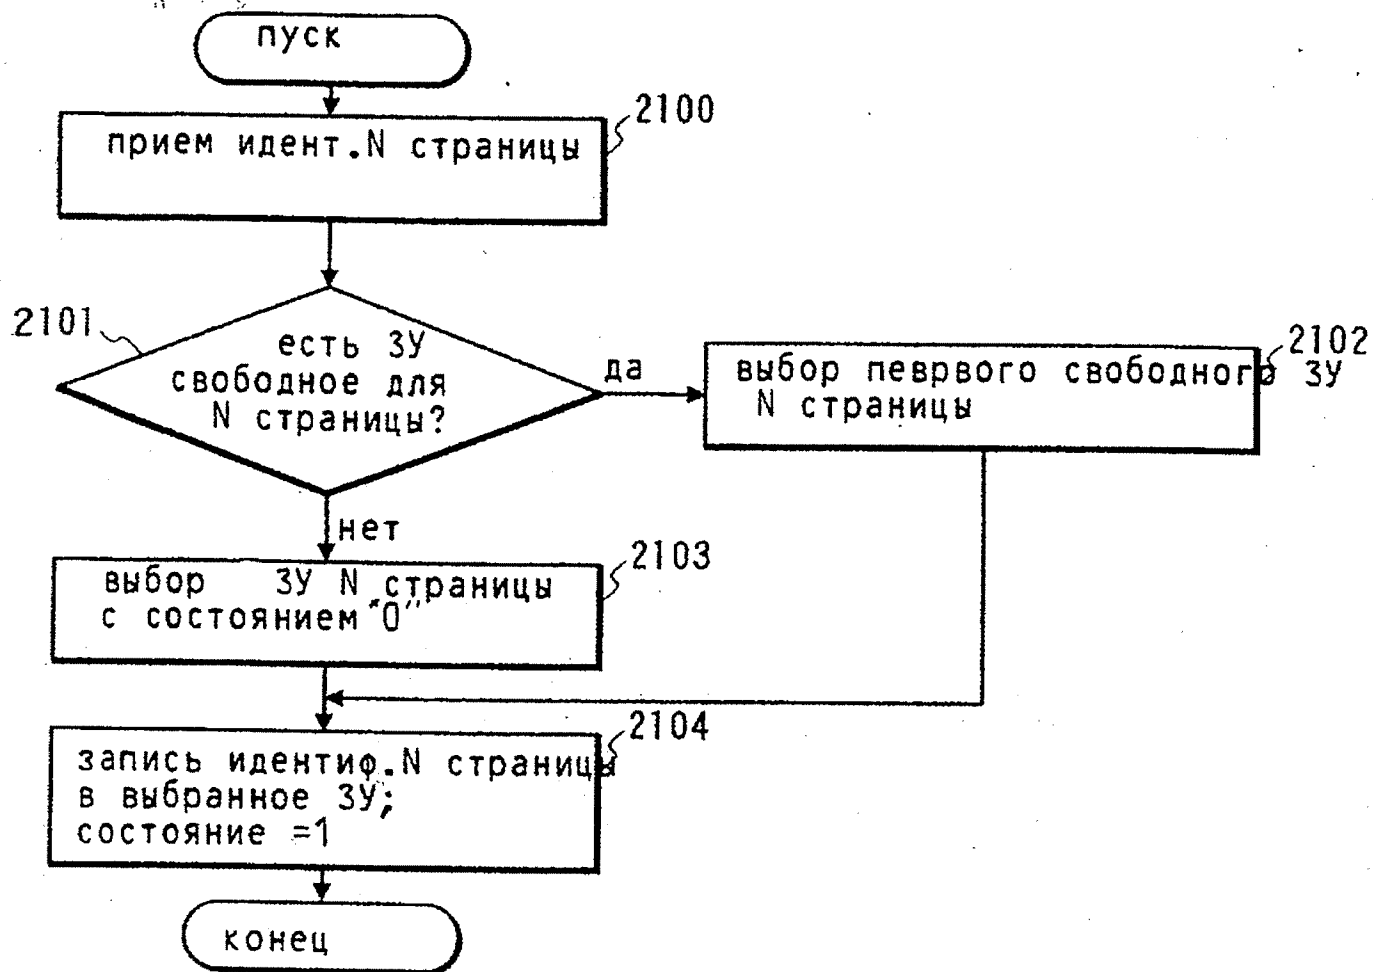 пуск
2100
прием идент.N страницы
2101
есть ЗУ
свободное для
N страницы?
да
2102
выбор певрвого свободного ЗУ
N страницы
нет
2103
выбор ЗУ N страницы
с состоянием "0"
2104
запись идентиф.N страницы
в выбранное ЗУ;
состояние =1
конец